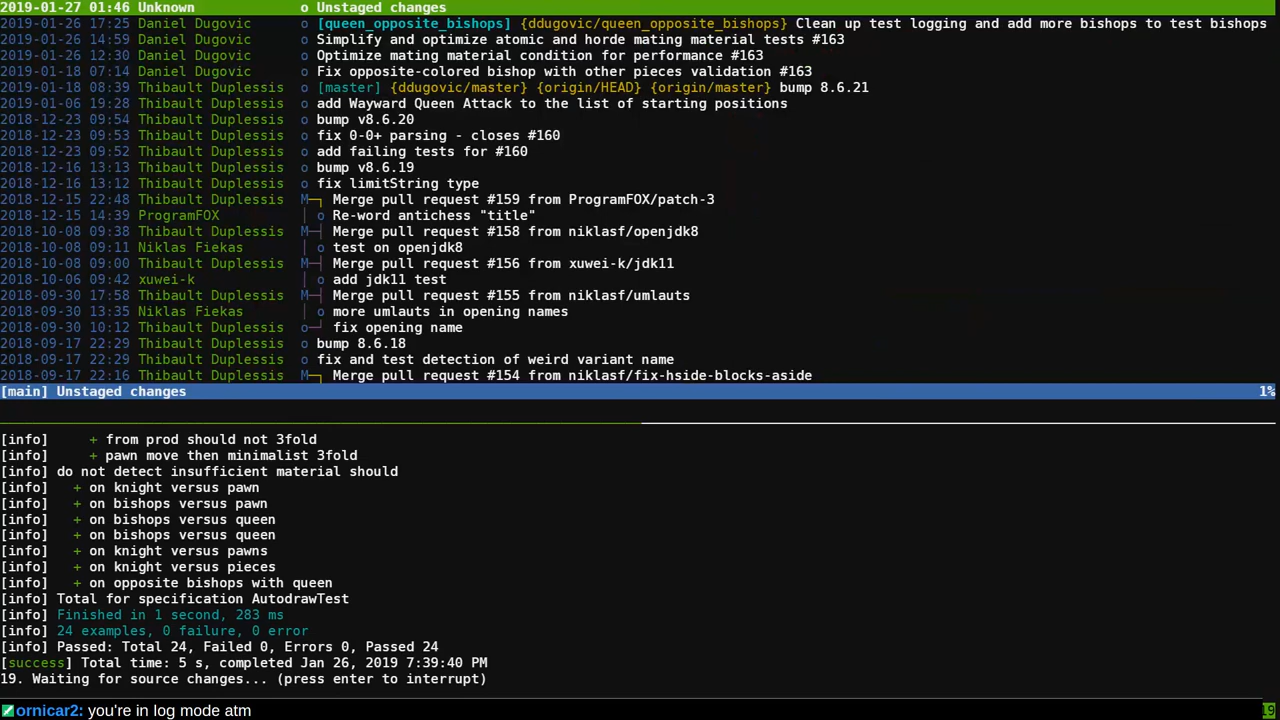 2019-01-27 01:46 Unknown o Unstaged changes
2019-01-26 17:25 Daniel Dugovic o [queen_opposite_bishops] {ddugovic/queen_opposite_bishops} Clean up test logging and add more bishops to test bishops
2019-01-26 14:59 Daniel Dugovic o Simplify and optimize atomic and horde mating material tests #163
2019-01-26 12:30 Daniel Dugovic o Optimize mating material condition for performance #163
2019-01-18 07:14 Daniel Dugovic o Fix opposite-colored bishop with other pieces validation #163
2019-01-18 08:39 Thibault Duplessis o [master] {ddugovic/master} {origin/HEAD} {origin/master} bump 8.6.21
2019-01-06 19:28 Thibault Duplessis o add Wayward Queen Attack to the list of starting positions
2018-12-23 09:54 Thibault Duplessis o bump v8.6.20
2018-12-23 09:53 Thibault Duplessis o fix 0-0+ parsing - closes #160
2018-12-23 09:52 Thibault Duplessis o add failing tests for #160
2018-12-16 13:13 Thibault Duplessis o bump v8.6.19
2018-12-16 13:12 Thibault Duplessis o fix limitString type
2018-12-15 22:48 Thibault Duplessis M─┐ Merge pull request #159 from ProgramFOX/patch-3
2018-12-15 14:39 ProgramFOX │ o Re-word antichess "title"
2018-10-08 09:38 Thibault Duplessis M─┤ Merge pull request #158 from niklasf/openjdk8
2018-10-08 09:11 Niklas Fiekas │ o test on openjdk8
2018-10-08 09:00 Thibault Duplessis M─┤ Merge pull request #156 from xuwei-k/jdk11
2018-10-06 09:42 xuwei-k │ o add jdk11 test
2018-09-30 17:58 Thibault Duplessis M─┤ Merge pull request #155 from niklasf/umlauts
2018-09-30 13:35 Niklas Fiekas │ o more umlauts in opening names
2018-09-30 10:12 Thibault Duplessis o─┘ fix opening name
2018-09-17 22:29 Thibault Duplessis o bump 8.6.18
2018-09-17 22:29 Thibault Duplessis o fix and test detection of weird variant name
2018-09-17 22:16 Thibault Duplessis M─┐ Merge pull request #154 from niklasf/fix-hside-blocks-aside
[main] Unstaged changes 1%
[info] + from prod should not 3fold
[info] + pawn move then minimalist 3fold
[info] do not detect insufficient material should
[info] + on knight versus pawn
[info] + on bishops versus pawn
[info] + on bishops versus queen
[info] + on bishops versus queen
[info] + on knight versus pawns
[info] + on knight versus pieces
[info] + on opposite bishops with queen
[info] Total for specification AutodrawTest
[info] Finished in 1 second, 283 ms
[info] 24 examples, 0 failure, 0 error
[info] Passed: Total 24, Failed 0, Errors 0, Passed 24
[success] Total time: 5 s, completed Jan 26, 2019 7:39:40 PM
19. Waiting for source changes... (press enter to interrupt)
ornicar2: you're in log mode atm 19